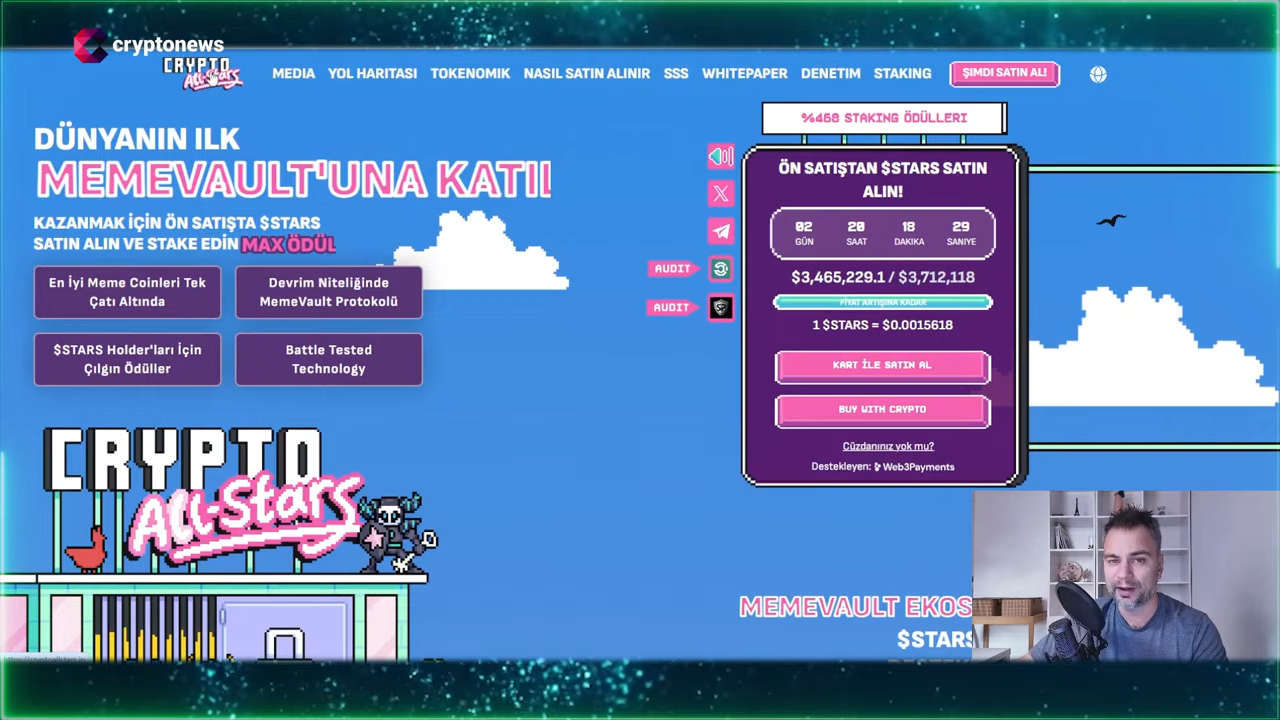 cryptonews
CRYPTO
All-Stars
MEDIA YOL HARITASI TOKENOMIK NASIL SATIN ALINIR SSS WHITEPAPER DENETIM STAKING ŞIMDI SATIN AL!
DÜNYANIN ILK
MEMEVAULT'UNA KATIL
KAZANMAK İÇİN ÖN SATIŞTA $STARS
SATIN ALIN VE STAKE EDİN MAX ÖDÜL
En İyi Meme Coinleri Tek
Çatı Altında
Devrim Niteliğinde
MemeVault Protokolü
$STARS Holder'ları İçin
Çılgın Ödüller
Battle Tested
Technology
CRYPTO
All-Stars
AUDIT
AUDIT
%468 STAKING ÖDÜLLERI
ÖN SATIŞTAN $STARS SATIN
ALIN!
02 20 18 29
GÜN SAAT DAKIKA SANIYE
$3,465,229.1 / $3,712,118
FİYAT ARTIŞINA KADAR
1 $STARS = $0.0015618
KART İLE SATIN AL
BUY WITH CRYPTO
Cüzdanınız yok mu?
Destekleyen: Web3Payments
MEMEVAULT EKOS
$STARS